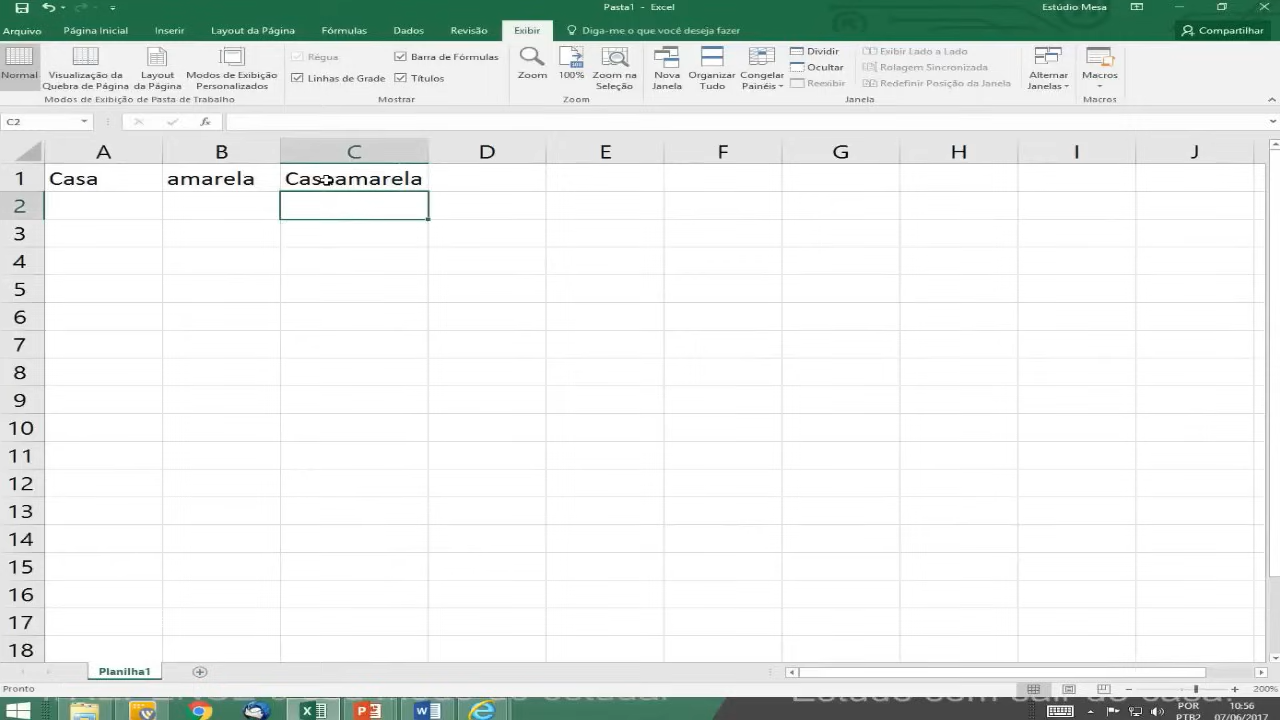 Pasta1 - Excel
Estúdio Mesa
Arquivo Página Inicial Inserir Layout da Página Fórmulas Dados Revisão Exibir Diga-me o que você deseja fazer Compartilhar
Normal
Visualização da Quebra de Página
Layout da Página
Modos de Exibição Personalizados
Modos de Exibição de Pasta de Trabalho
Régua Barra de Fórmulas
Linhas de Grade Títulos
Mostrar
Zoom
100%
Zoom na Seleção
Zoom
Nova Janela
Organizar Tudo
Congelar Painéis
Dividir
Ocultar
Reexibir
Exibir Lado a Lado
Rolagem Sincronizada
Redefinir Posição da Janela
Alternar Janelas
Janela
Macros
Macros
C2 fx
A B C D E F G H I J
1 Casa amarela Casaamarela
2
3
4
5
6
7
8
9
10
11
12
13
14
15
16
17
18
Planilha1
Pronto
200%
POR
PTB2
10:56
07/06/2017